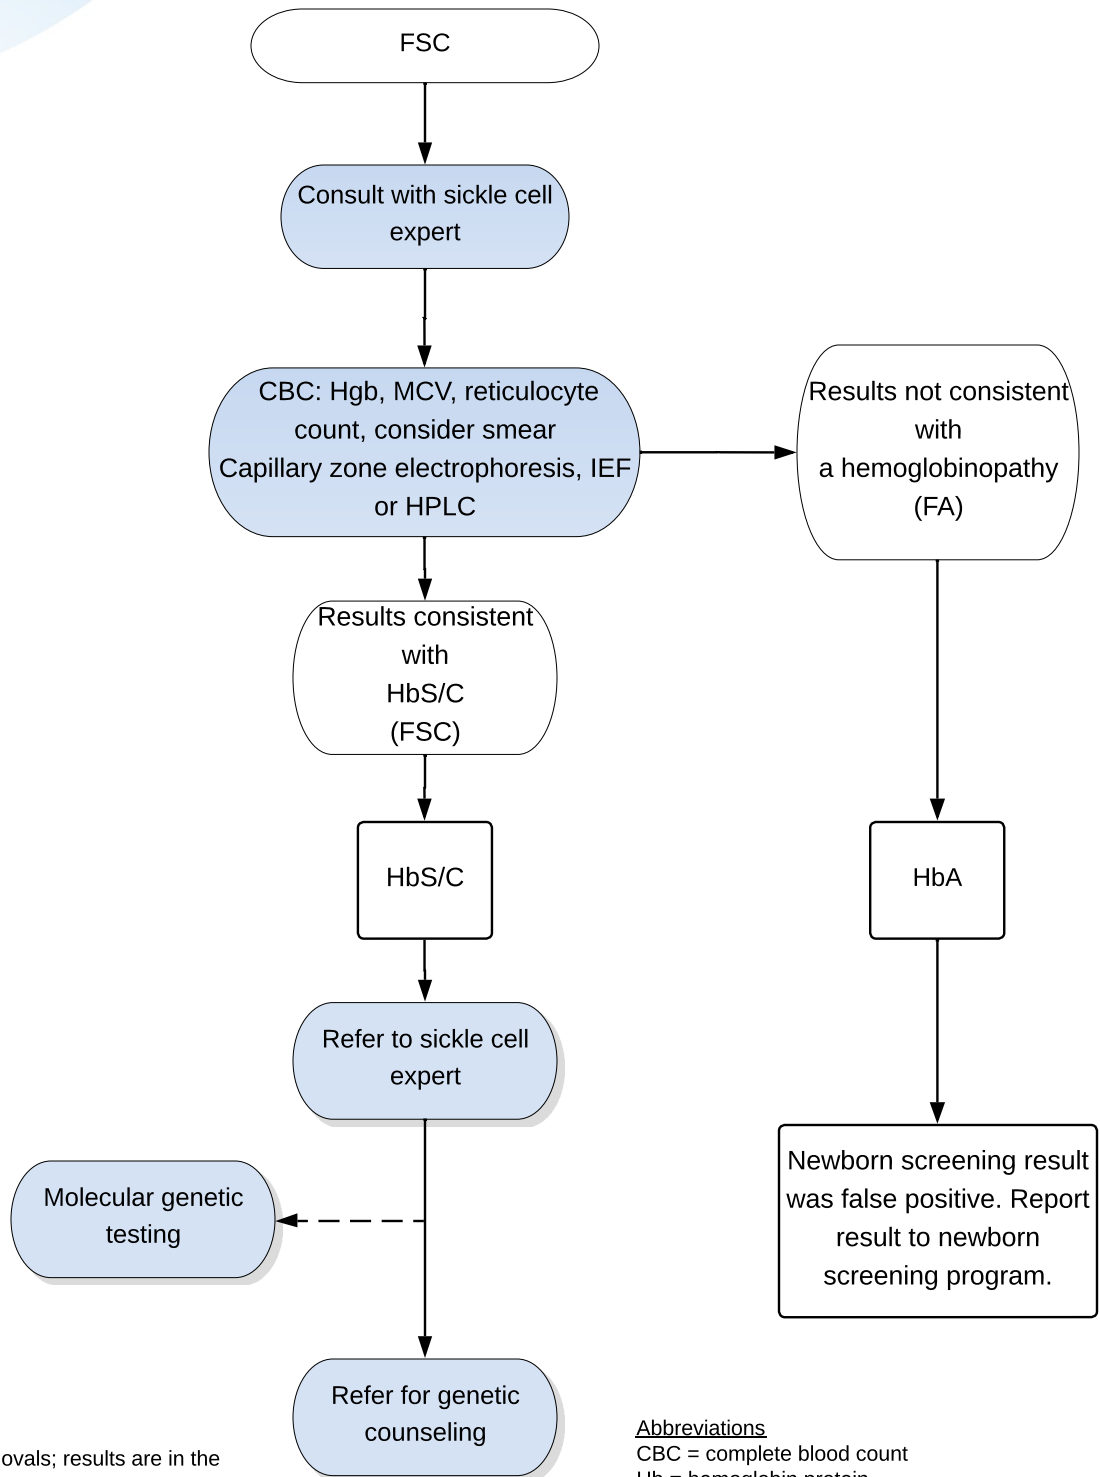 FSC
Consult with sickle cell
expert
CBC: Hgb, MCV, reticulocyte
count, consider smear
Capillary zone electrophoresis, IEF
or HPLC
Results not consistent
with
a hemoglobinopathy
(FA)
Results consistent
with
HbS/C
(FSC)
HbS/C
HbA
Refer to sickle cell
expert
Molecular genetic
testing
Newborn screening result
was false positive. Report
result to newborn
screening program.
Refer for genetic
counseling
ovals; results are in the
Abbreviations
CBC = complete blood count
Hb = hemoglobin protein